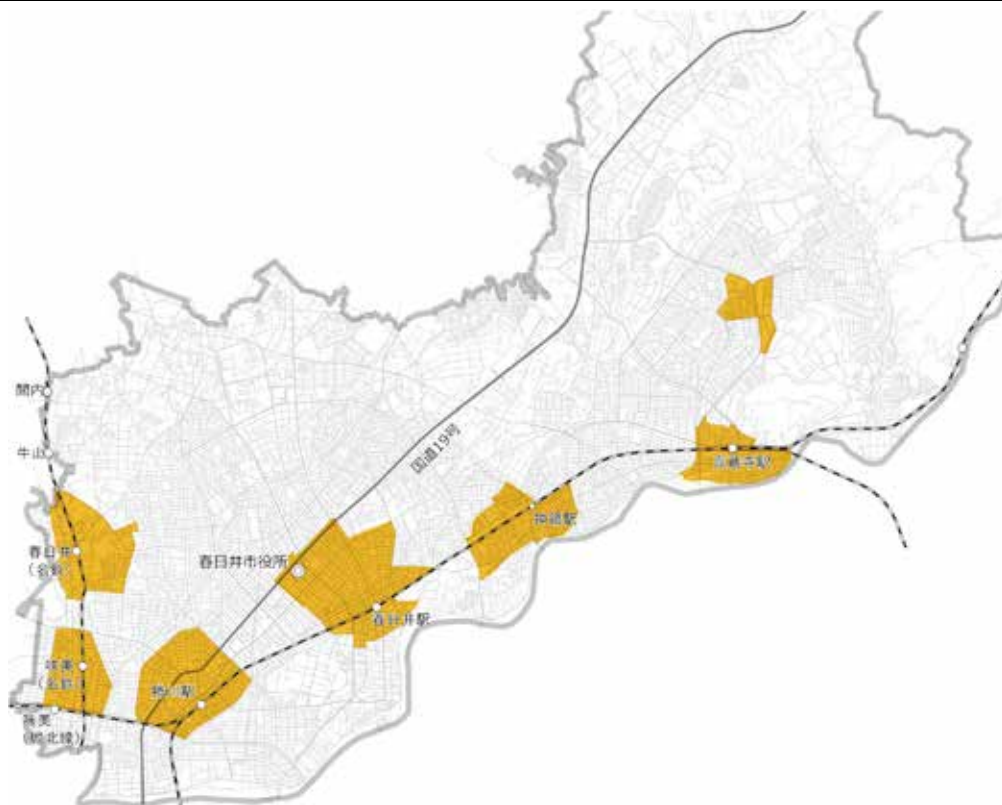 間内
牛山
国道19号
高蔵寺駅
神領駅
春日井
（名鉄）
春日井市役所
春日井駅
味美
（名鉄）
勝川駅
味美
（城北線）